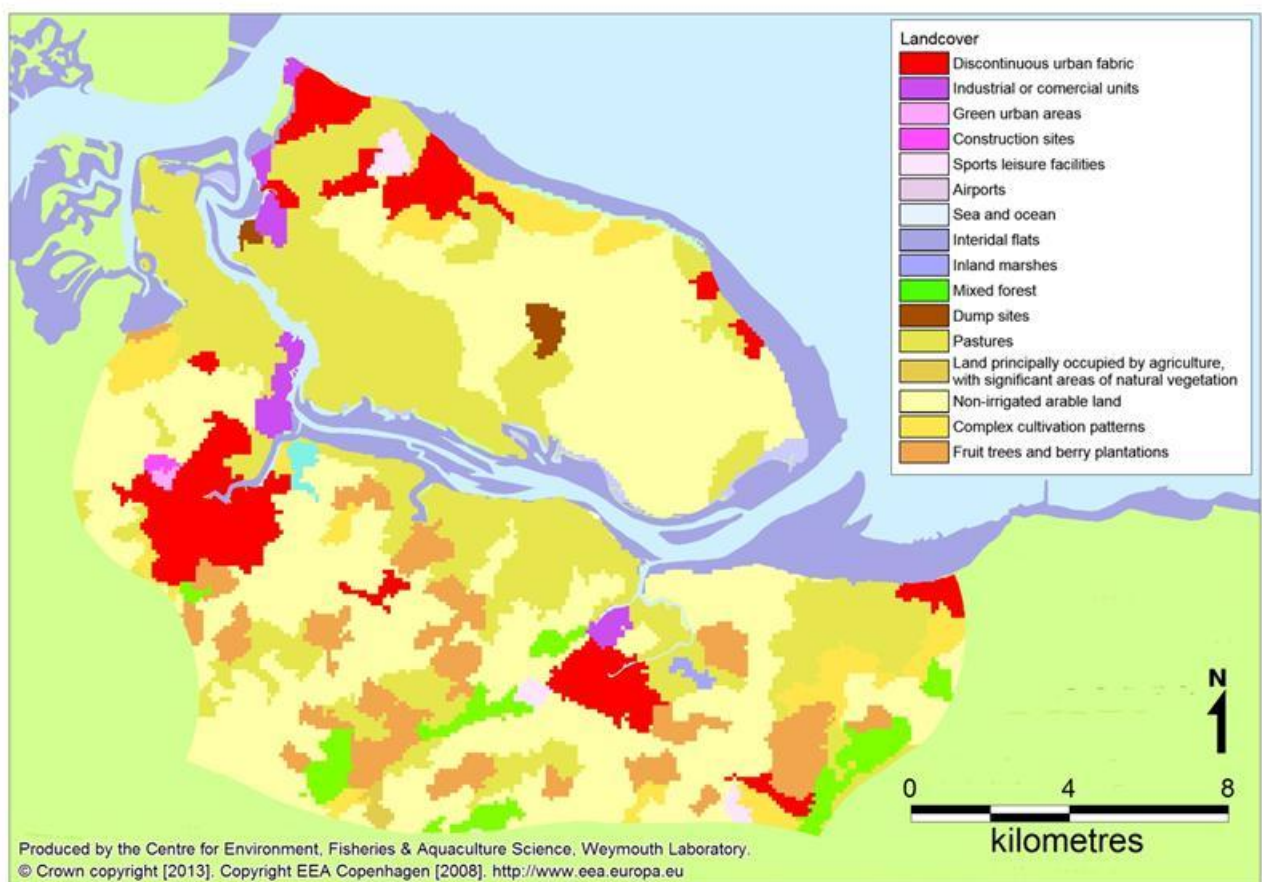 Landcover
Discontinuous urban fabric
Industrial or comercial units
Green urban areas
Construction sites
Sports leisure facilities
Airports
Sea and ocean
Interidal flats
Inland marshes
Mixed forest
Dump sites
Pastures
Land principally occupied by agriculture,
with significant areas of natural vegetation
Non-irrigated arable land
Complex cultivation patterns
Fruit trees and berry plantations
N
0 4 8
kilometres
Produced by the Centre for Environment, Fisheries & Aquaculture Science, Weymouth Laboratory.
© Crown copyright [2013]. Copyright EEA Copenhagen [2008]. http://www.eea.europa.eu